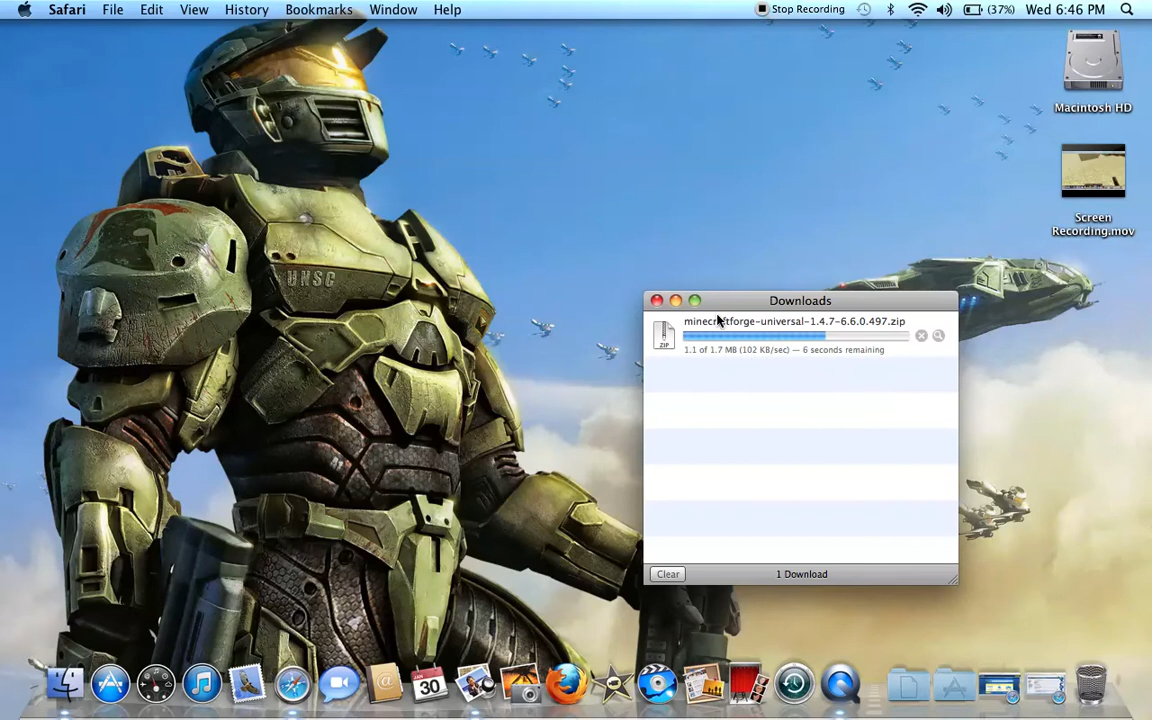 Safari File Edit View History Bookmarks Window Help Stop Recording (37%) Wed 6:46 PM
Macintosh HD
Screen
Recording.mov
UNSC
Downloads
minecraftforge-universal-1.4.7-6.6.0.497.zip
ZIP
1.1 of 1.7 MB (102 KB/sec) — 6 seconds remaining
Clear
1 Download
JAN
30